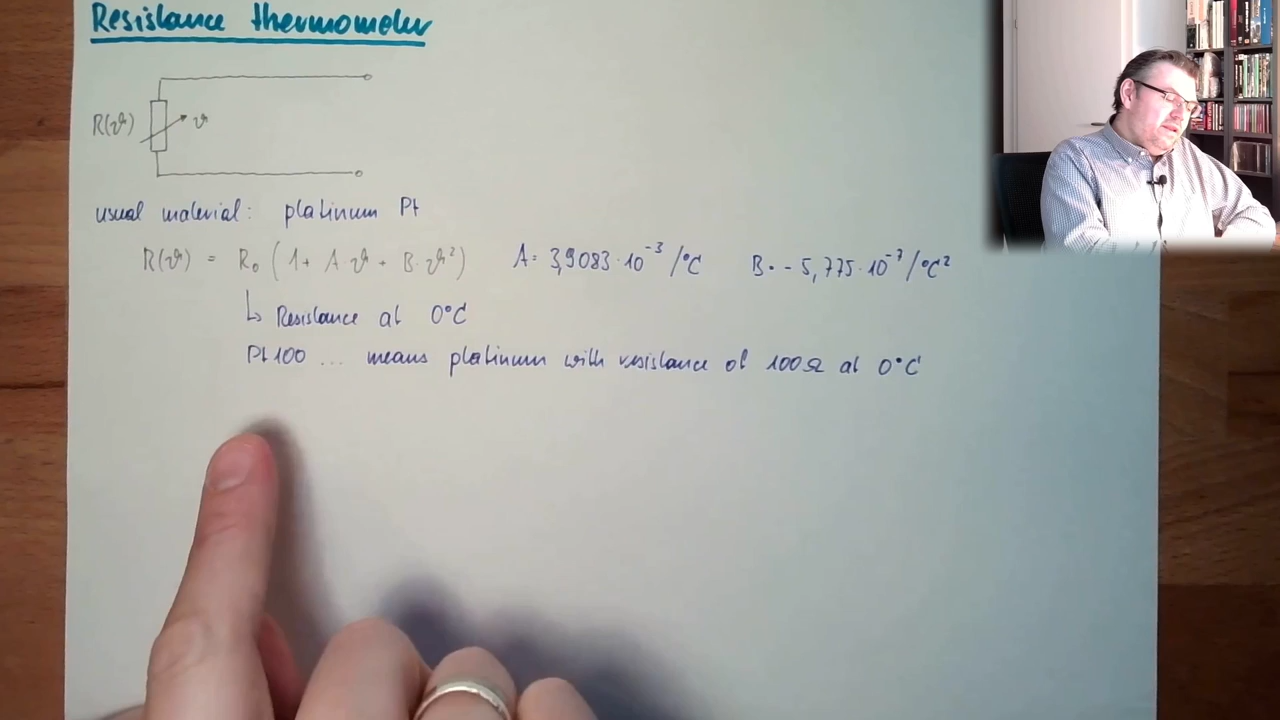 Resistance thermometer
R(ϑ) ϑ
usual material: platinum Pt
R(ϑ) = R₀ (1 + A·ϑ + B·ϑ²) A = 3,9083·10⁻³/°C B = -5,775·10⁻⁷/°C²
↳ Resistance at 0°C
Pt100 ... means platinum with resistance of 100Ω at 0°C